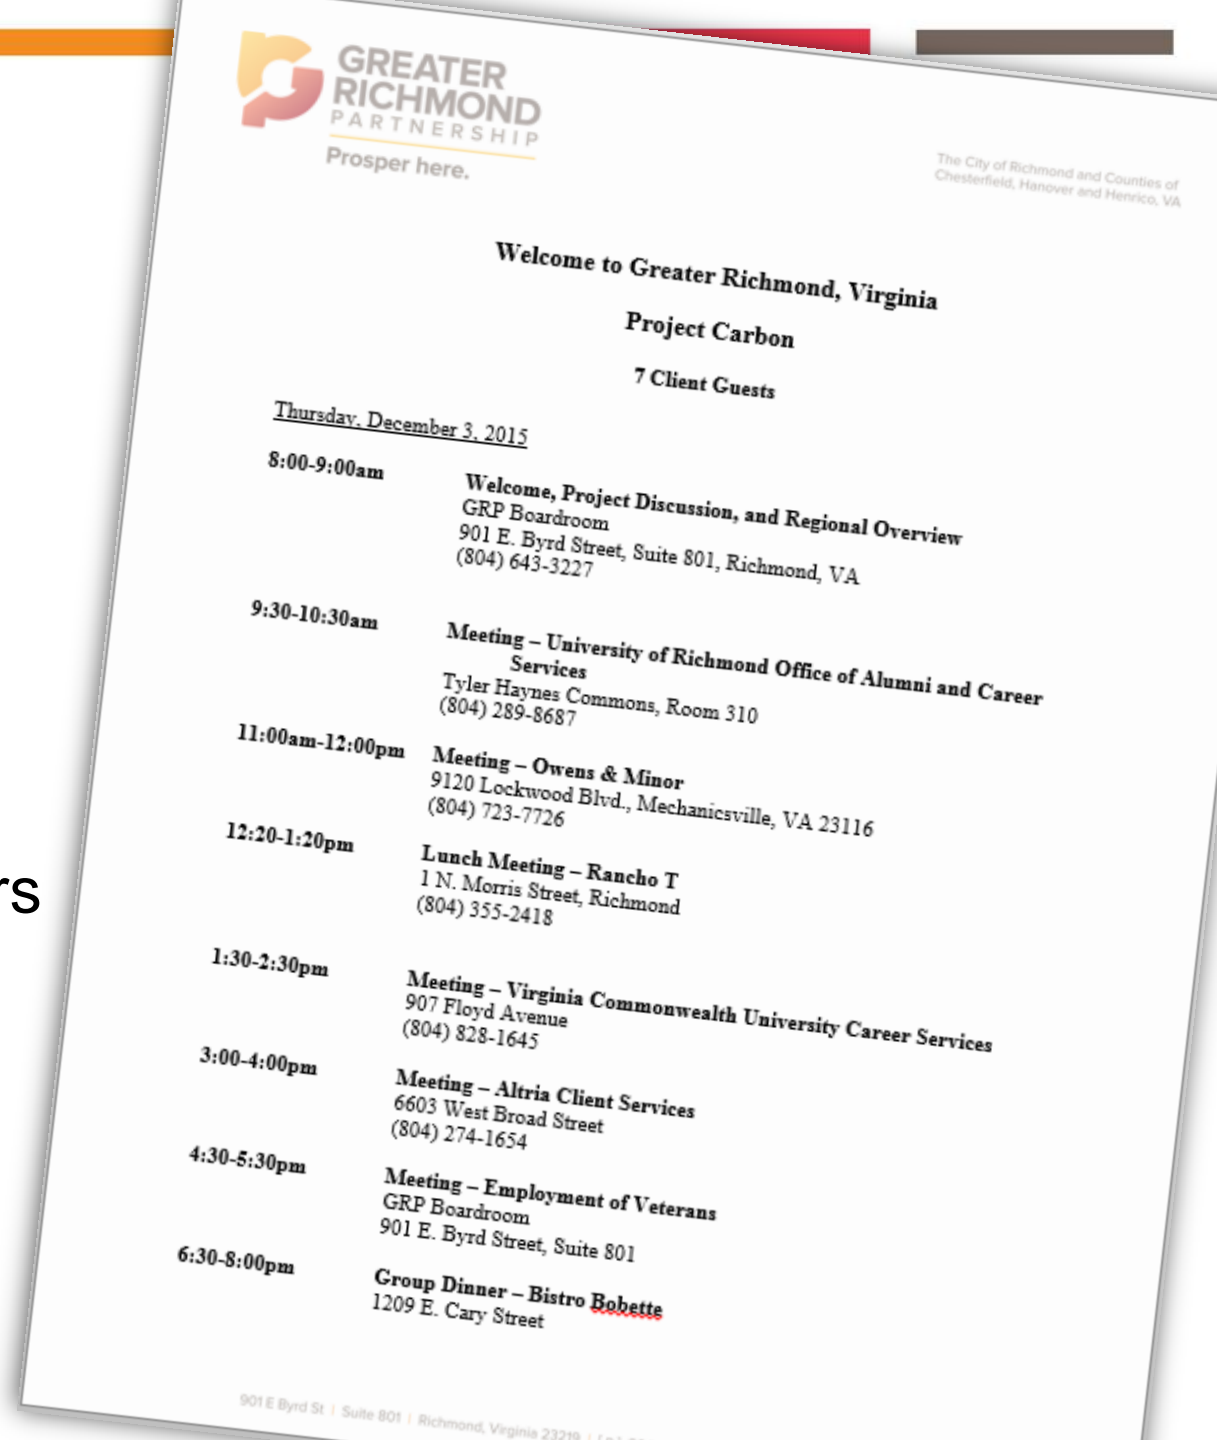 GREATER
RICHMOND
PARTNERSHIP
Prosper here.
The City of Richmond and Counties of
Chesterfield, Hanover and Henrico, VA
Welcome to Greater Richmond, Virginia
Project Carbon
7 Client Guests
Thursday, December 3, 2015
8:00-9:00am Welcome, Project Discussion, and Regional Overview
GRP Boardroom
901 E. Byrd Street, Suite 801, Richmond, VA
(804) 643-3227
9:30-10:30am Meeting – University of Richmond Office of Alumni and Career
Services
Tyler Haynes Commons, Room 310
(804) 289-8687
11:00am-12:00pm Meeting – Owens & Minor
9120 Lockwood Blvd., Mechanicsville, VA 23116
(804) 723-7726
12:20-1:20pm Lunch Meeting – Rancho T
1 N. Morris Street, Richmond
(804) 355-2418
rs
1:30-2:30pm Meeting – Virginia Commonwealth University Career Services
907 Floyd Avenue
(804) 828-1645
3:00-4:00pm Meeting – Altria Client Services
6603 West Broad Street
(804) 274-1654
4:30-5:30pm Meeting – Employment of Veterans
GRP Boardroom
901 E. Byrd Street, Suite 801
6:30-8:00pm Group Dinner – Bistro Bobette
1209 E. Cary Street
901 E Byrd St | Suite 801 | Richmond, Virginia 23219 |